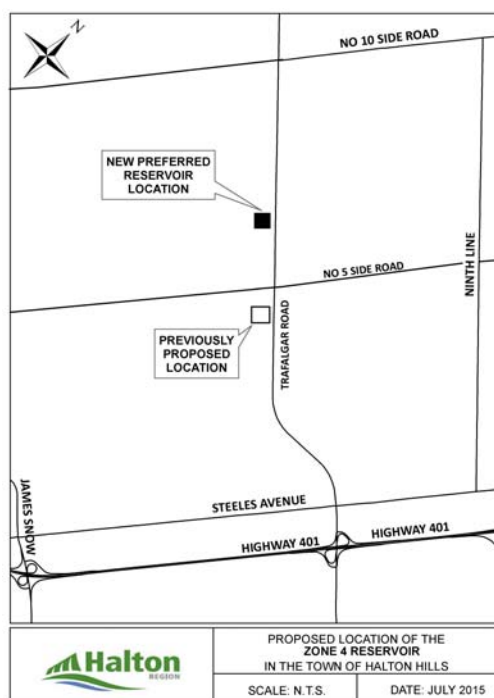 N
NO 10 SIDE ROAD
NEW PREFERRED
RESERVOIR
LOCATION
NINTH LINE
NO 5 SIDE ROAD
TRAFALGAR ROAD
PREVIOUSLY
PROPOSED
LOCATION
JAMES SNOW
STEELES AVENUE
HIGHWAY 401
HIGHWAY 401
Halton
REGION
PROPOSED LOCATION OF THE
ZONE 4 RESERVOIR
IN THE TOWN OF HALTON HILLS
SCALE: N.T.S.
DATE: JULY 2015